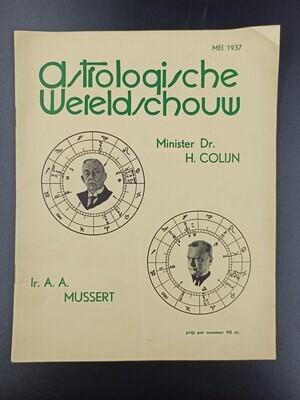 MEI 1937
astrologische
Wereldschouw
Minister Dr.
H. COLIJN
Ir. A. A.
MUSSERT
prijs per nummer 40 ct.